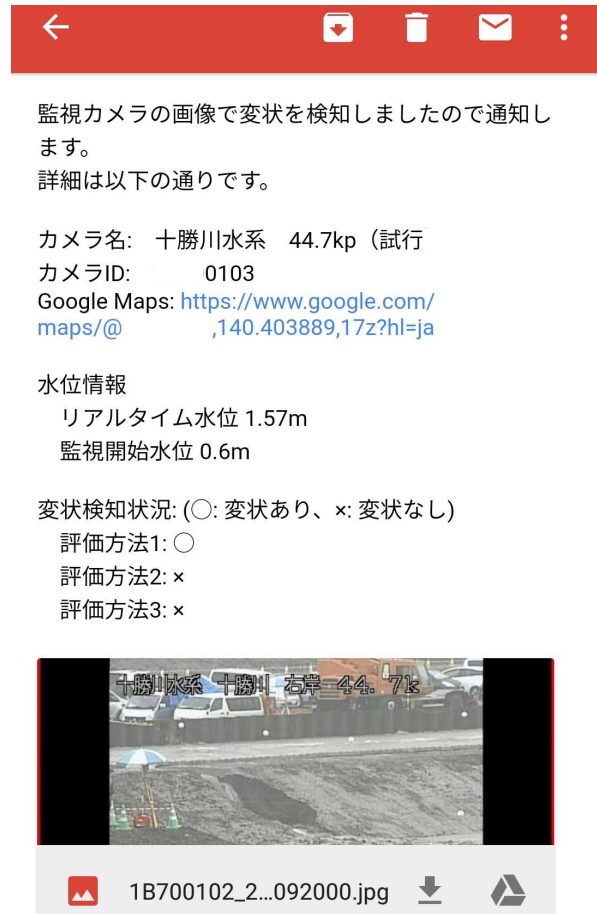 監視カメラの画像で変状を検知しましたので通知し
ます。
詳細は以下の通りです。
カメラ名: 十勝川水系 44.7kp（試行
カメラID: 0103
Google Maps: https://www.google.com/
maps/@ ,140.403889,17z?hl=ja
水位情報
リアルタイム水位 1.57m
監視開始水位 0.6m
変状検知状況: (○: 変状あり、×: 変状なし)
評価方法1: ○
評価方法2: ×
評価方法3: ×
十勝川水系 十勝川 右岸 44. 7k
1B700102_2…092000.jpg